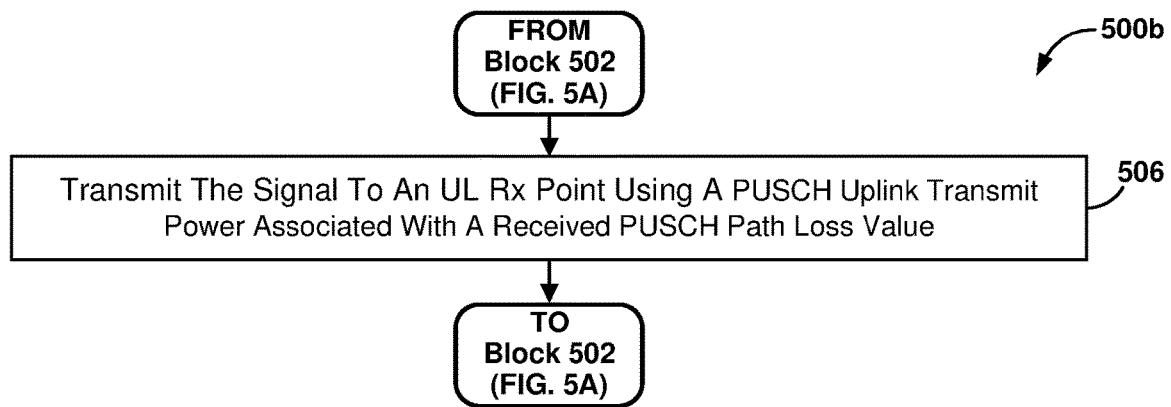 FROM
Block 502
(FIG. 5A)
500b
Transmit The Signal To An UL Rx Point Using A PUSCH Uplink Transmit
Power Associated With A Received PUSCH Path Loss Value
506
TO
Block 502
(FIG. 5A)